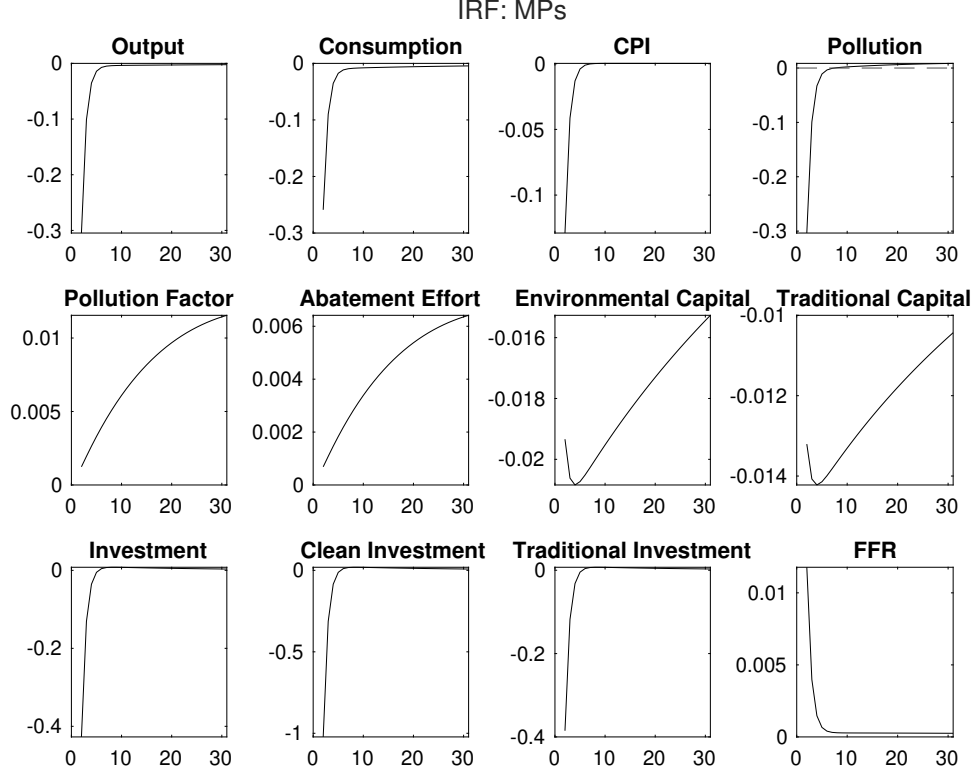 IRF: MPs
Output
0
-0.1
-0.2
-0.3
0 10 20 30
Consumption
0
-0.1
-0.2
-0.3
0 10 20 30
CPI
0
-0.05
-0.1
0 10 20 30
Pollution
0
-0.1
-0.2
-0.3
0 10 20 30
Pollution Factor
0.01
0.005
0
0 10 20 30
Abatement Effort
0.006
0.004
0.002
0
0 10 20 30
Environmental Capital
-0.016
-0.018
-0.02
0 10 20 30
Traditional Capital
-0.01
-0.012
-0.014
0 10 20 30
Investment
0
-0.2
-0.4
0 10 20 30
Clean Investment
0
-0.5
-1
0 10 20 30
Traditional Investment
0
-0.2
-0.4
0 10 20 30
FFR
0.01
0.005
0
0 10 20 30